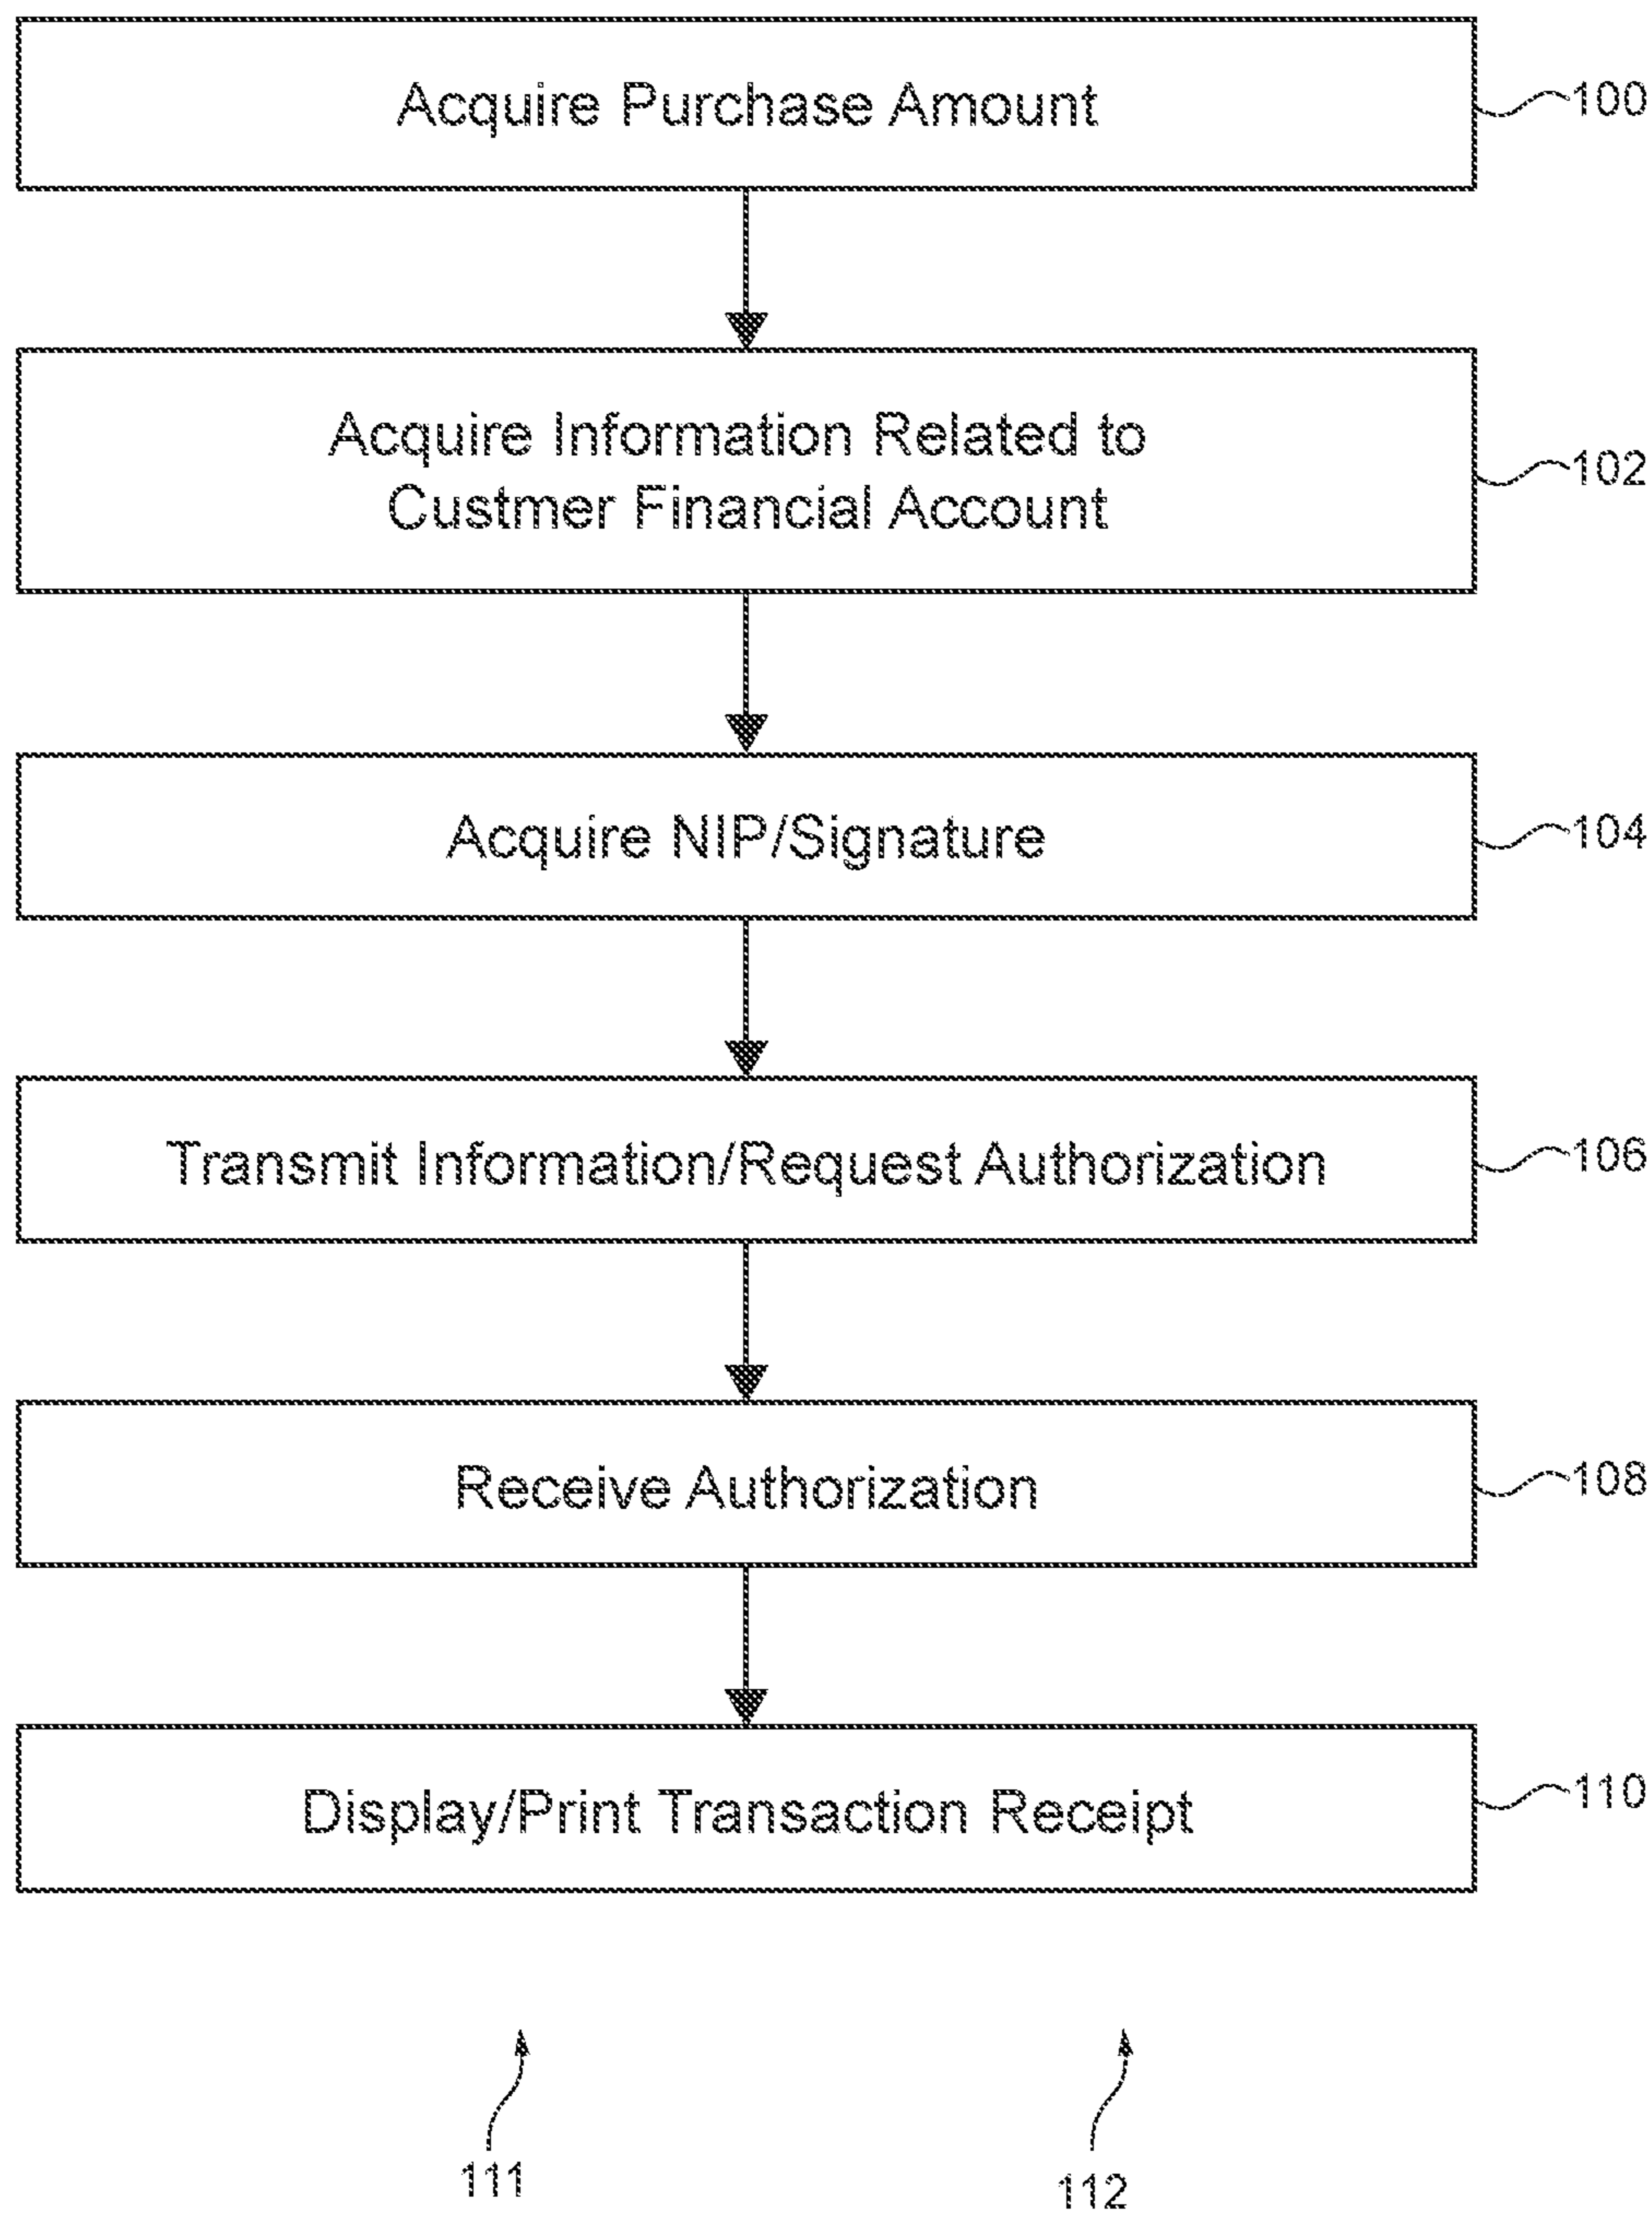 Acquire Purchase Amount
100
Acquire Information Related to
Custmer Financial Account
102
Acquire NIP/Signature
104
Transmit Information/Request Authorization
106
Receive Authorization
108
Display/Print Transaction Receipt
110
111
112